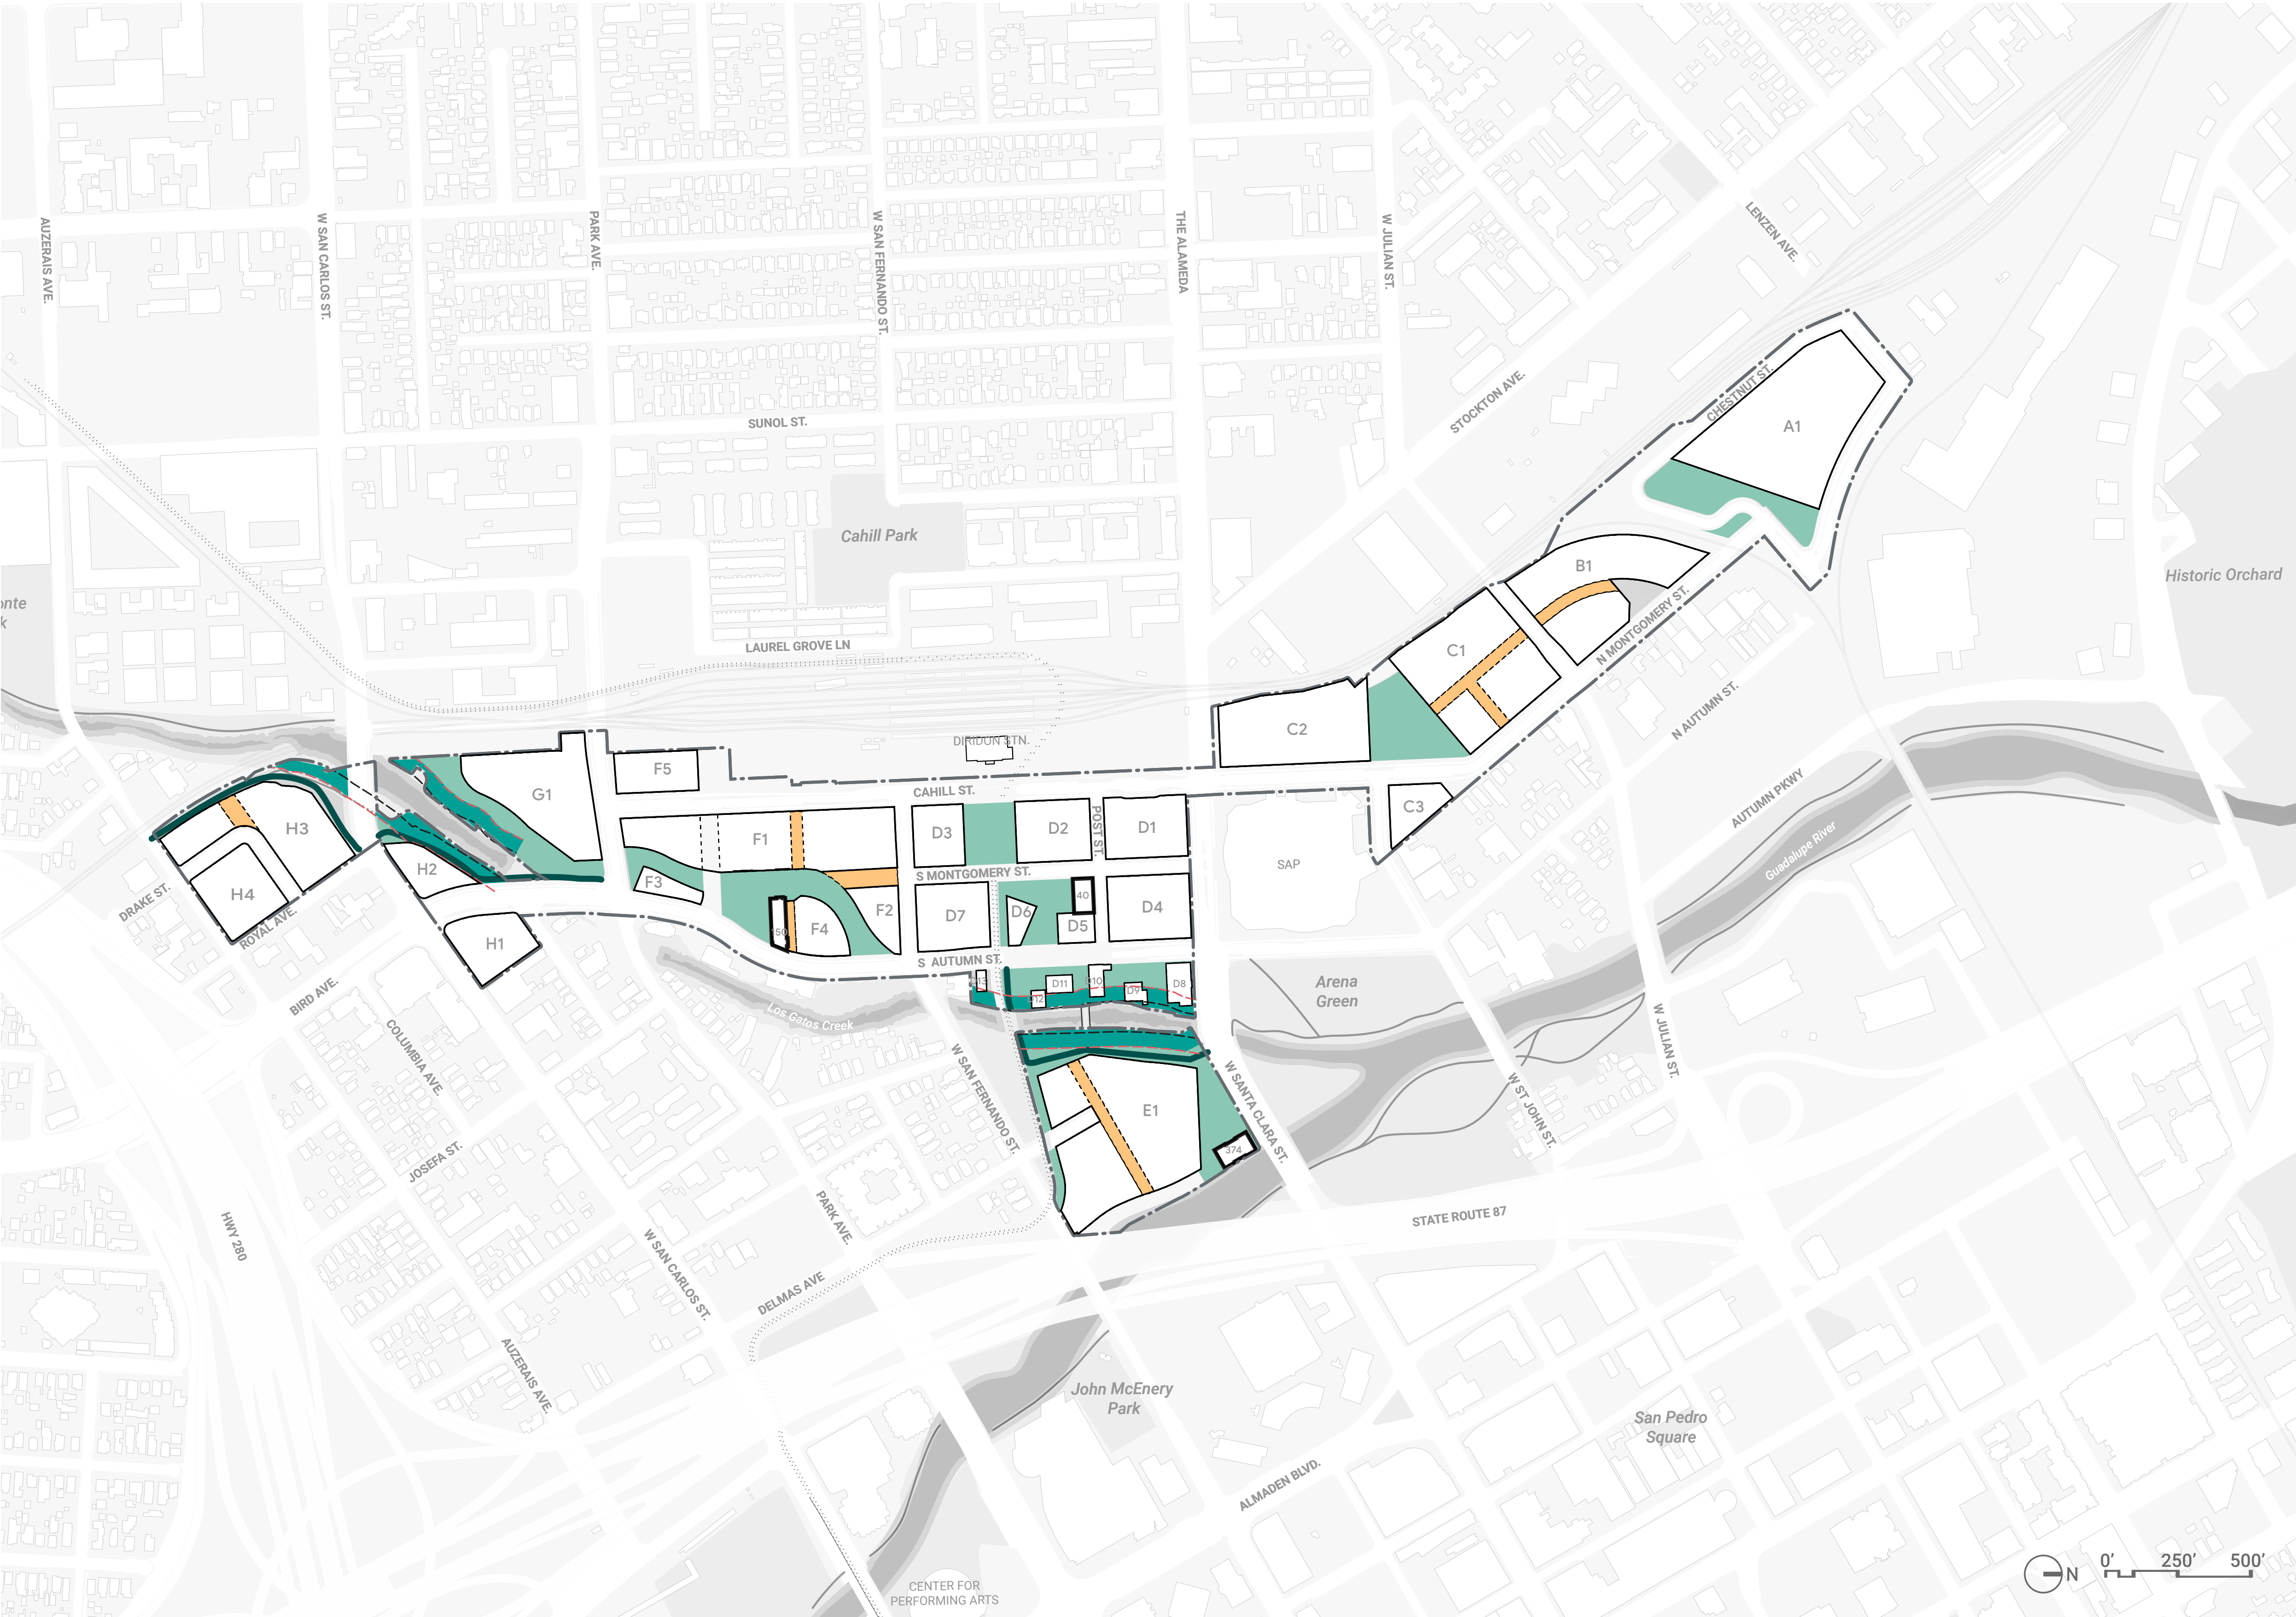 AUZERAIS AVE.
W SAN CARLOS ST.
PARK AVE.
W SAN FERNANDO ST.
THE ALAMEDA
W JULIAN ST.
LENZEN AVE.
STOCKTON AVE.
CHESTNUT ST.
A1
SUNOL ST.
Cahill Park
B1
Historic Orchard
onte
k
LAUREL GROVE LN
C1
N MONTGOMERY ST.
N AUTUMN ST.
C2
DIRIDON STN.
F5
G1
CAHILL ST.
C3
AUTUMN PKWY
H3
F1
D3
D2
POST ST.
D1
Guadalupe River
SAP
H2
F3
S MONTGOMERY ST.
H4
DRAKE ST.
ROYAL AVE.
40
F2
D7
D6
D5
D4
50
F4
H1
S AUTUMN ST.
D13
D12
D11
D10
D9
D8
Arena
Green
BIRD AVE.
Los Gatos Creek
COLUMBIA AVE.
W SAN FERNANDO ST.
W SANTA CLARA ST.
W JULIAN ST.
W ST JOHN ST.
E1
374
JOSEFA ST.
PARK AVE.
HWY 280
W SAN CARLOS ST.
STATE ROUTE 87
DELMAS AVE
AUZERAIS AVE.
John McEnery
Park
San Pedro
Square
ALMADEN BLVD.
CENTER FOR
PERFORMING ARTS
N
0' 250' 500'